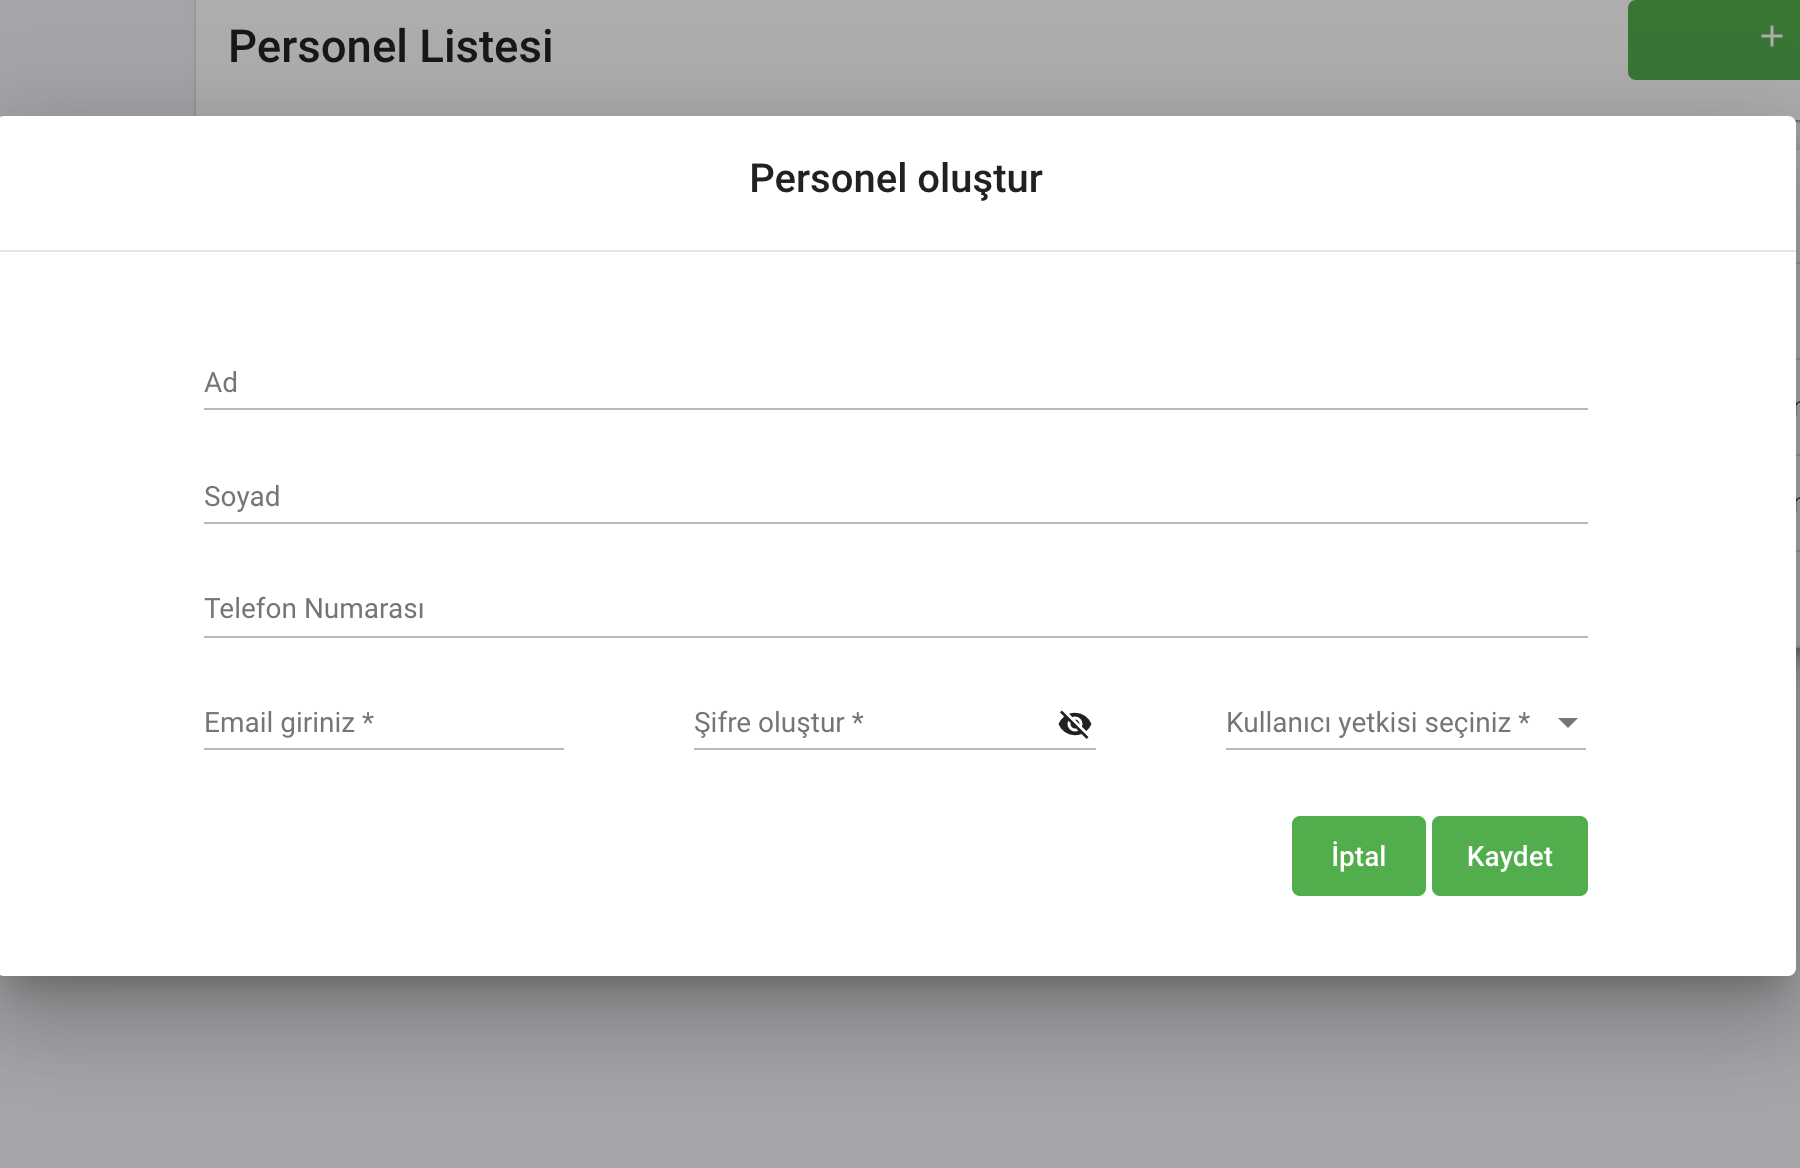 Personel Listesi
+
Personel oluştur
Ad
Soyad
Telefon Numarası
Email giriniz * Şifre oluştur * Kullanıcı yetkisi seçiniz *
İptal Kaydet